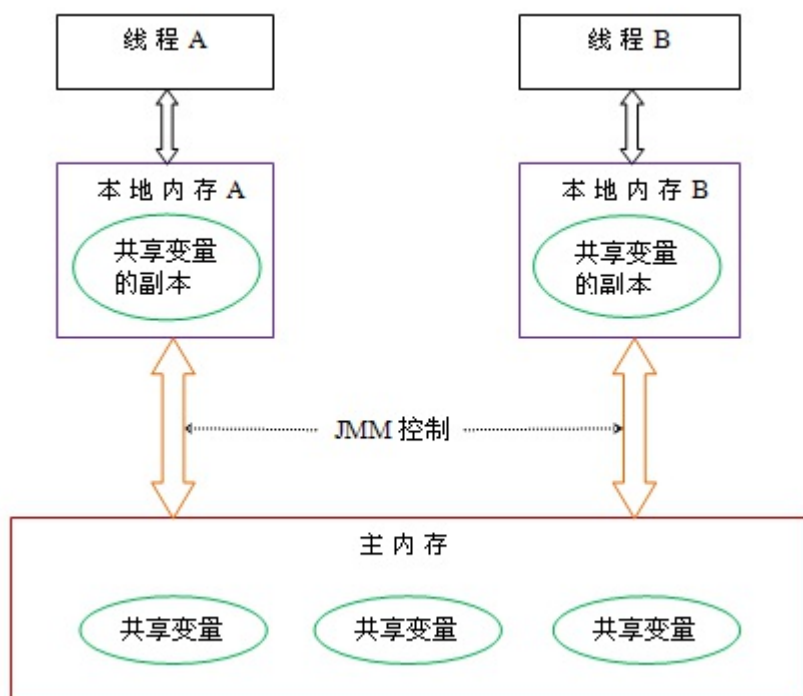 线程 A
线程 B
本地内存 A
本地内存 B
共享变量
的副本
共享变量
的副本
JMM 控制
主内存
共享变量
共享变量
共享变量